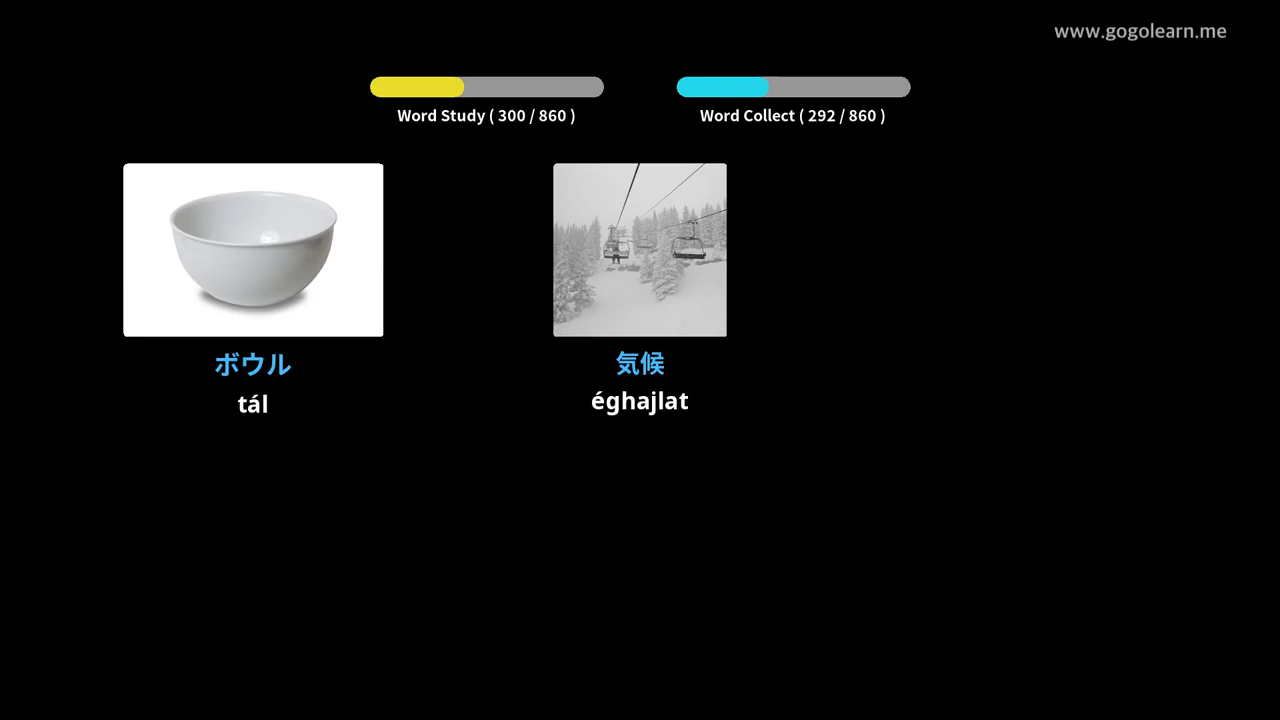 www.gogolearn.me
Word Study ( 300 / 860 )
Word Collect ( 292 / 860 )
ボウル
tál
気候
éghajlat